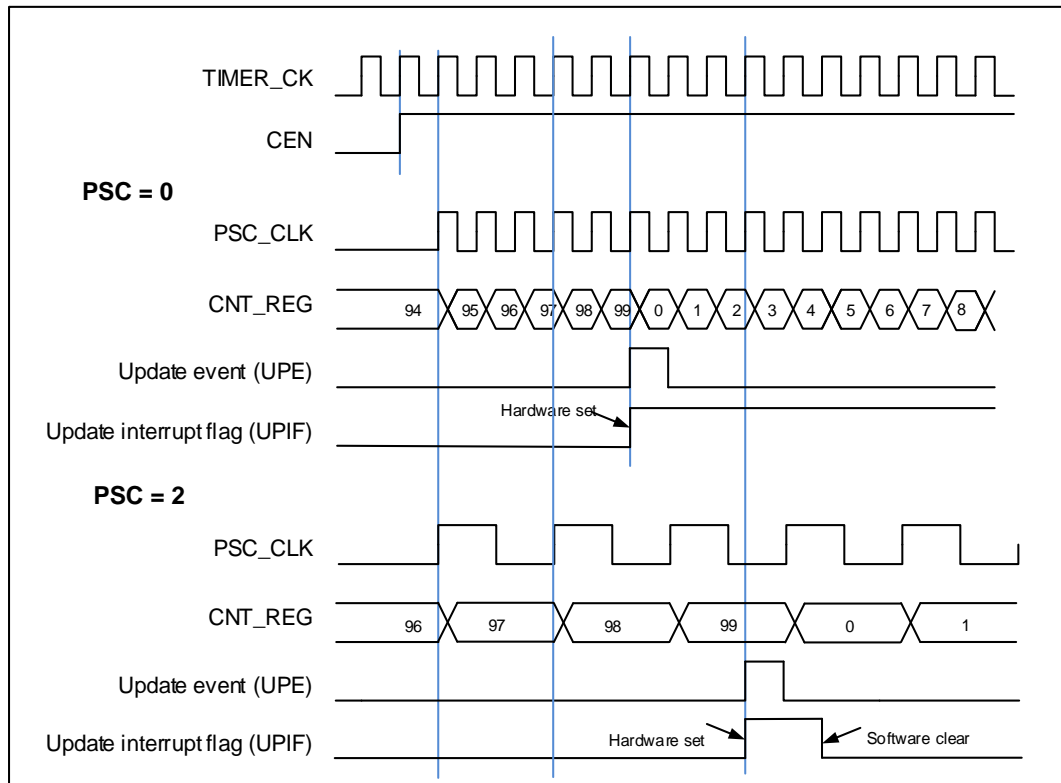 TIMER_CK
CEN
PSC = 0
PSC_CLK
CNT_REG 94 95 96 97 98 99 0 1 2 3 4 5 6 7 8
Update event (UPE)
Hardware set
Update interrupt flag (UPIF)
PSC = 2
PSC_CLK
CNT_REG 96 97 98 99 0 1
Update event (UPE)
Update interrupt flag (UPIF) Hardware set Software clear